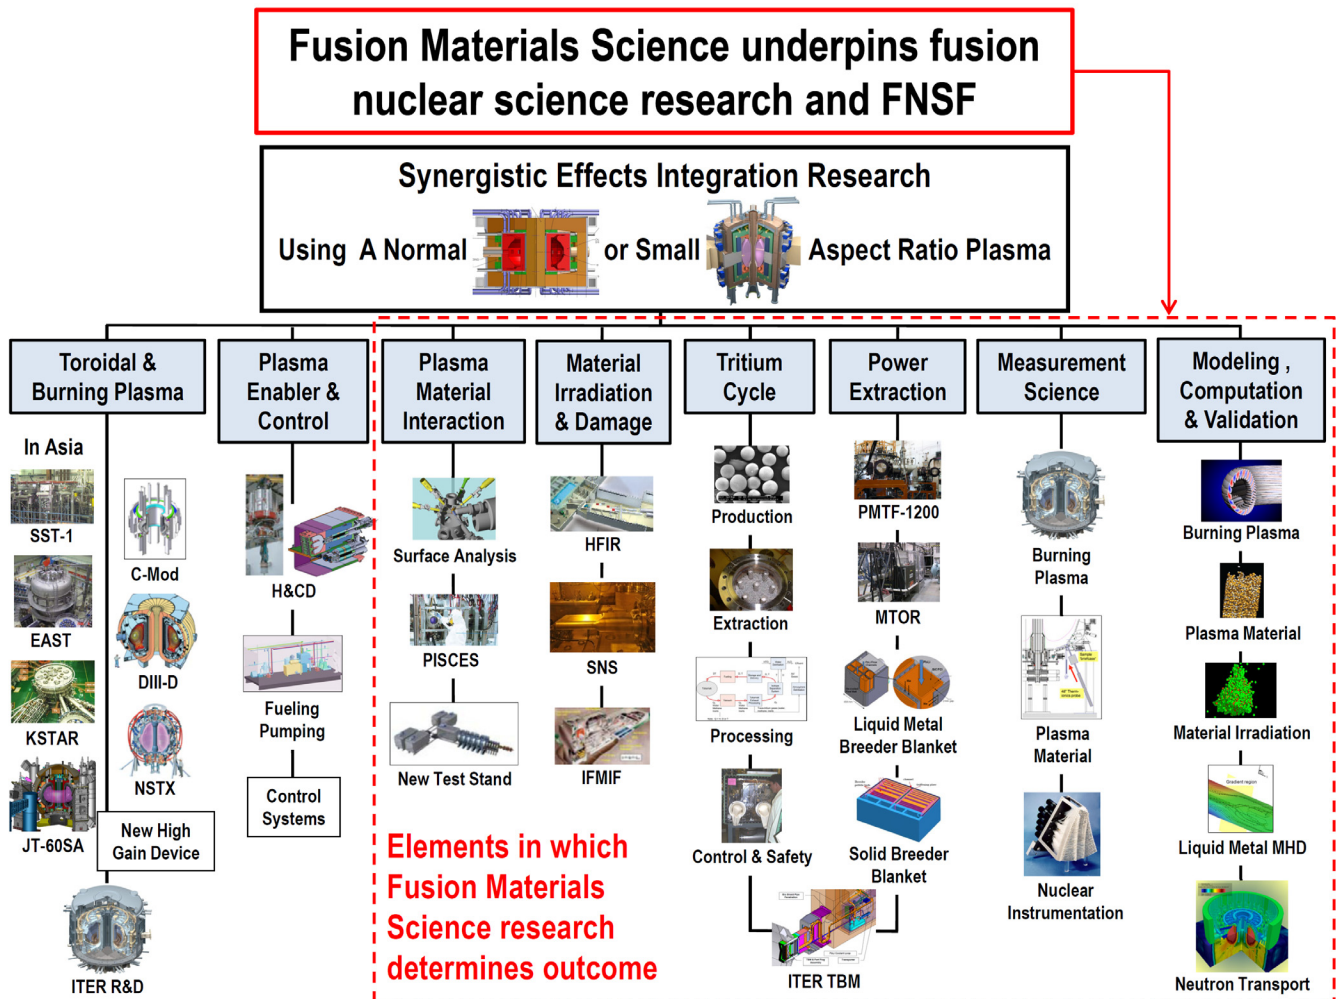 Fusion Materials Science underpins fusion
nuclear science research and FNSF
Synergistic Effects Integration Research
Using A Normal or Small Aspect Ratio Plasma
Toroidal &
Burning Plasma
In Asia
SST-1
EAST
KSTAR
JT-60SA
C-Mod
DIII-D
NSTX
New High
Gain Device
ITER R&D
Plasma
Enabler &
Control
H&CD
Fueling
Pumping
Control
Systems
Plasma
Material
Interaction
Surface Analysis
PISCES
New Test Stand
Material
Irradiation
& Damage
HFIR
SNS
IFMIF
Elements in which
Fusion Materials
Science research
determines outcome
Tritium
Cycle
Production
Extraction
Processing
Control & Safety
Power
Extraction
PMTF-1200
MTOR
Liquid Metal
Breeder Blanket
Solid Breeder
Blanket
ITER TBM
Measurement
Science
Burning
Plasma
Plasma
Material
Nuclear
Instrumentation
Modeling ,
Computation
& Validation
Burning Plasma
Plasma Material
Material Irradiation
Gradient region
Liquid Metal MHD
Neutron Transport